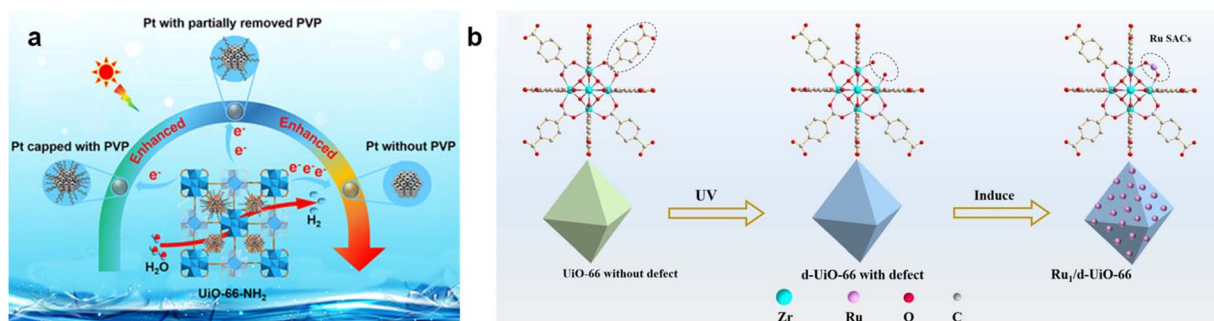 a
Pt with partially removed PVP
Enhanced
Enhanced
Pt capped with PVP
Pt without PVP
e⁻
e⁻
e⁻
e⁻ e⁻ e⁻
H₂
H₂O
UiO-66-NH₂
b
Ru SACs
UV
Induce
UiO-66 without defect
d-UiO-66 with defect
Ru₁/d-UiO-66
Zr
Ru
O
C